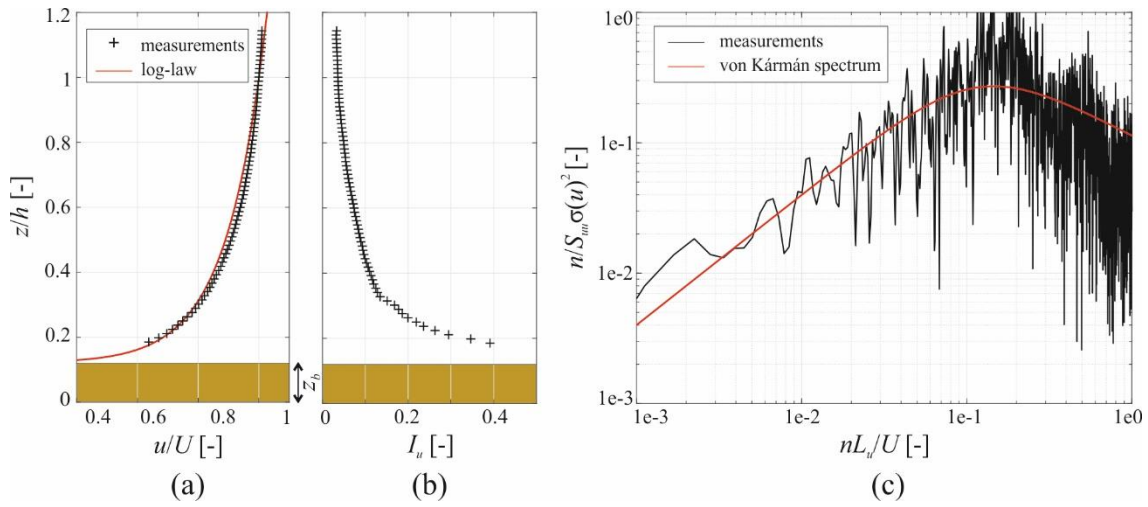 1.2
1
0.8
0.6
0.4
0.2
0
z/h [-]
measurements
log-law
0.4
0.6
0.8
1
u/U [-]
(a)
z_b
0
0.2
0.4
I_u [-]
(b)
1e0
1e-1
1e-2
1e-3
n/S_uu σ(u)² [-]
measurements
von Kármán spectrum
1e-3
1e-2
1e-1
1e0
nL_u/U [-]
(c)